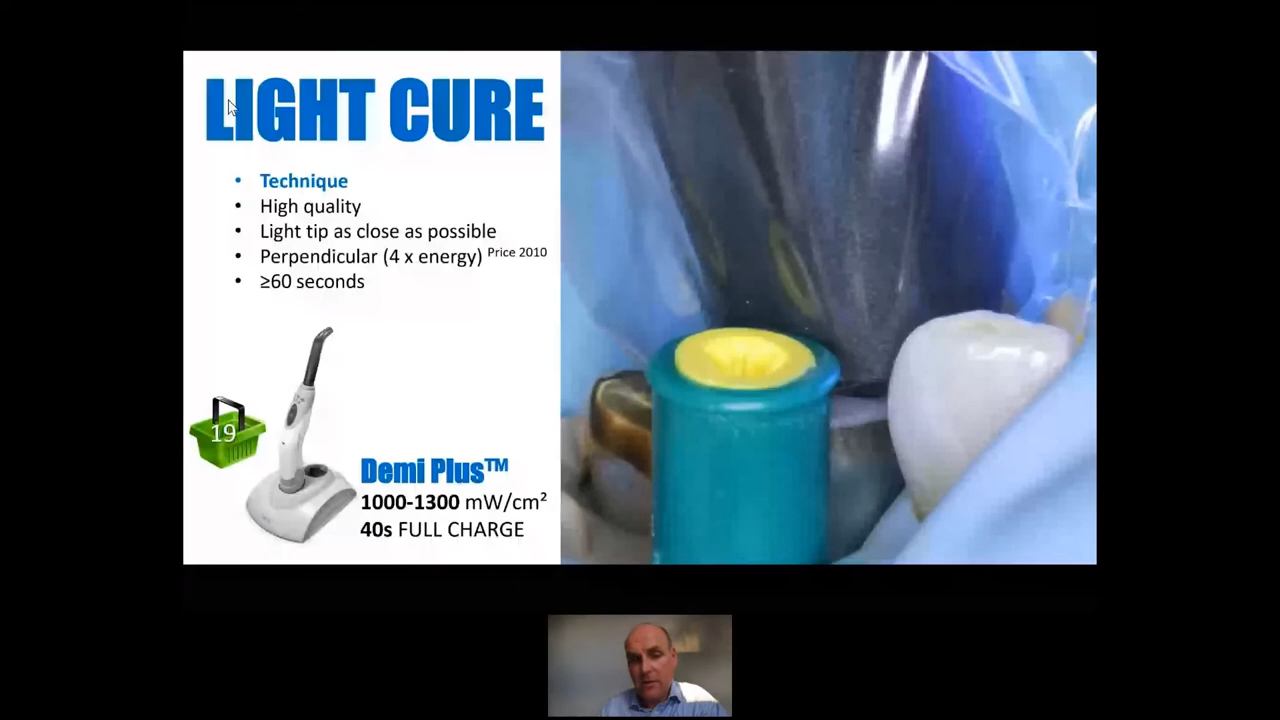 LIGHT CURE
• Technique
• High quality
• Light tip as close as possible
• Perpendicular (4 x energy) Price 2010
• ≥60 seconds
19
Demi Plus™
1000-1300 mW/cm²
40s FULL CHARGE